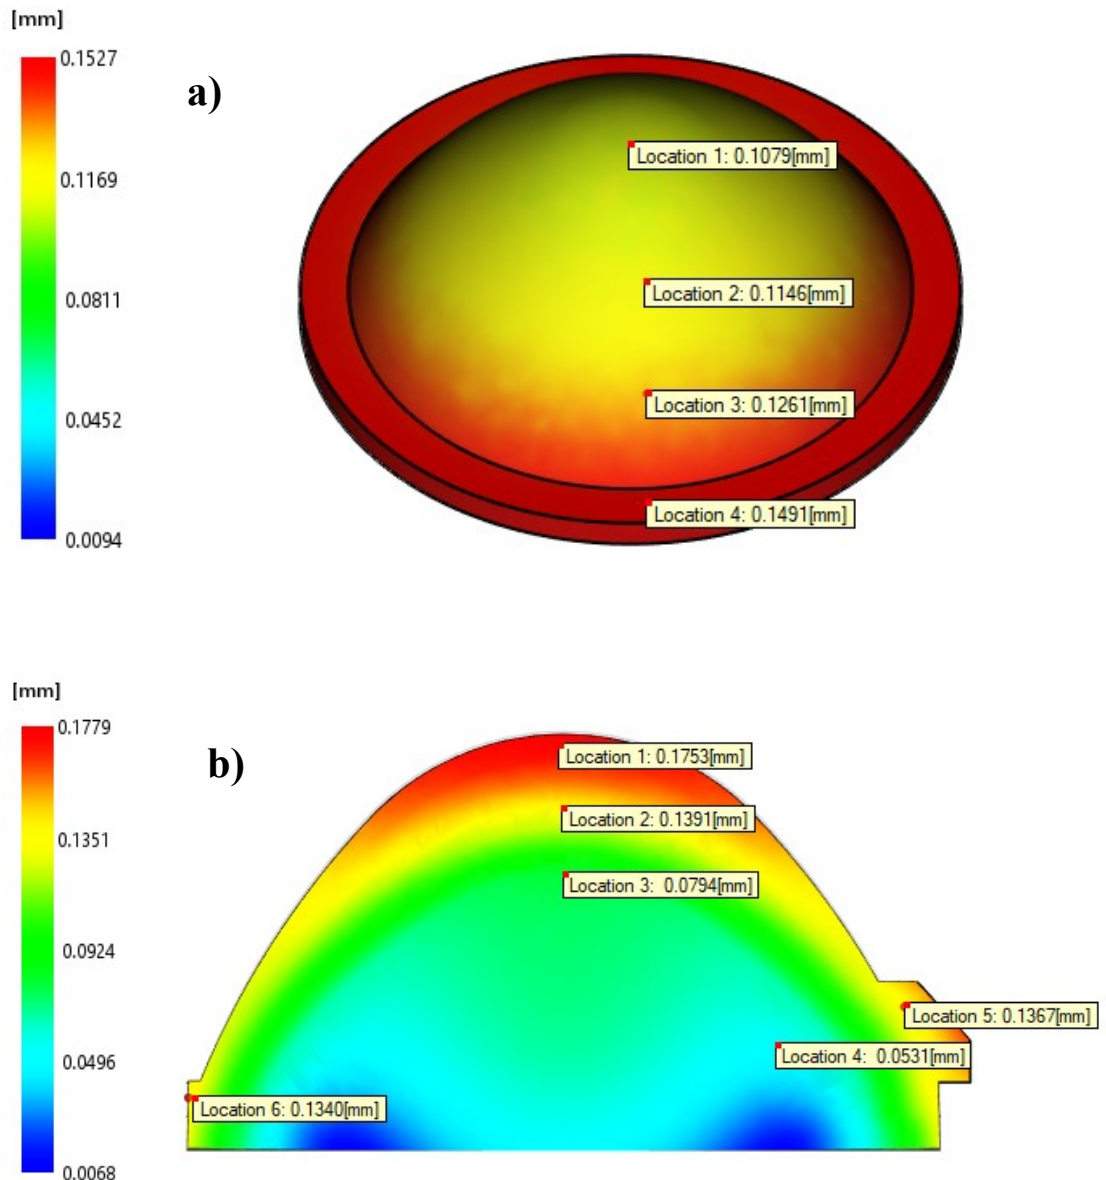 [mm]
0.1527
0.1169
0.0811
0.0452
0.0094
a)
Location 1: 0.1079[mm]
Location 2: 0.1146[mm]
Location 3: 0.1261[mm]
Location 4: 0.1491[mm]
[mm]
0.1779
0.1351
0.0924
0.0496
0.0068
b)
Location 1: 0.1753[mm]
Location 2: 0.1391[mm]
Location 3: 0.0794[mm]
Location 5: 0.1367[mm]
Location 4: 0.0531[mm]
Location 6: 0.1340[mm]